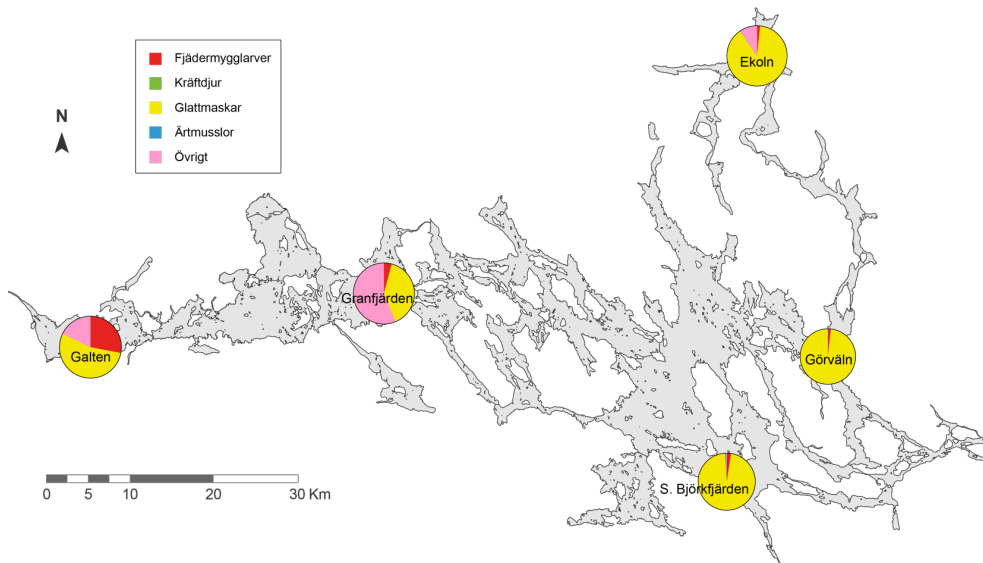 Fjädermygglarver
Kräftdjur
Glattmaskar
Ärtmusslor
Övrigt
N
Ekoln
Granfjärden
Galten
Görväln
S. Björkfjärden
0 5 10 20 30 Km